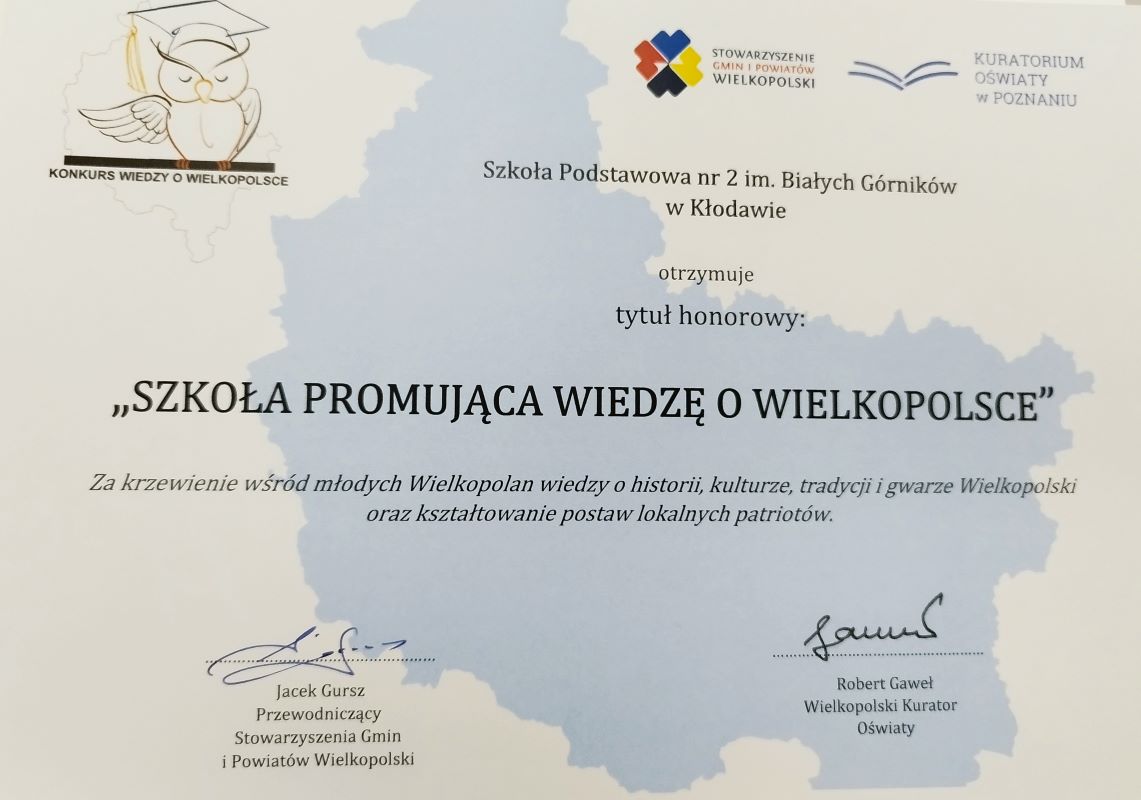 KONKURS WIEDZY O WIELKOPOLSCE
STOWARZYSZENIE
GMIN I POWIATÓW
WIELKOPOLSKI
KURATORIUM
OŚWIATY
w POZNANIU
Szkoła Podstawowa nr 2 im. Białych Górników
w Kłodawie
otrzymuje
tytuł honorowy:
„SZKOŁA PROMUJĄCA WIEDZĘ O WIELKOPOLSCE”
Za krzewienie wśród młodych Wielkopolan wiedzy o historii, kulturze, tradycji i gwarze Wielkopolski
oraz kształtowanie postaw lokalnych patriotów.
Jacek Gursz
Przewodniczący
Stowarzyszenia Gmin
i Powiatów Wielkopolski
Robert Gaweł
Wielkopolski Kurator
Oświaty